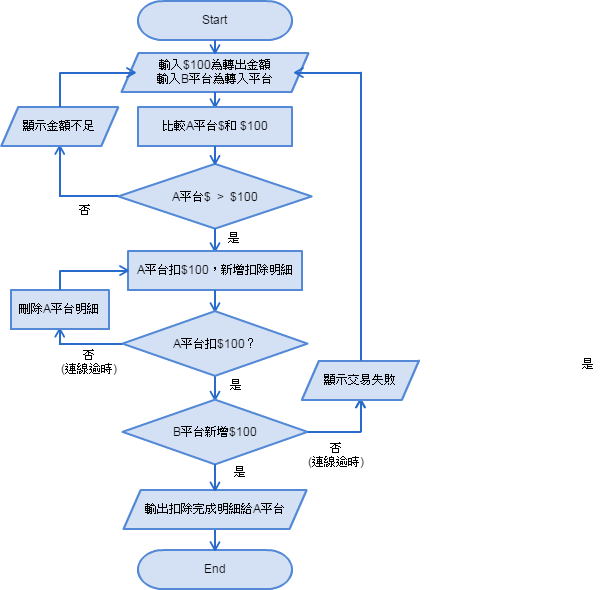 Start
輸入$100為轉出金額
輸入B平台為轉入平台
顯示金額不足
比較A平台$和 $100
A平台$ > $100
否
是
A平台扣$100，新增扣除明細
刪除A平台明細
A平台扣$100？
否
(連線逾時)
是
顯示交易失敗
是
B平台新增$100
否
(連線逾時)
是
輸出扣除完成明細給A平台
End